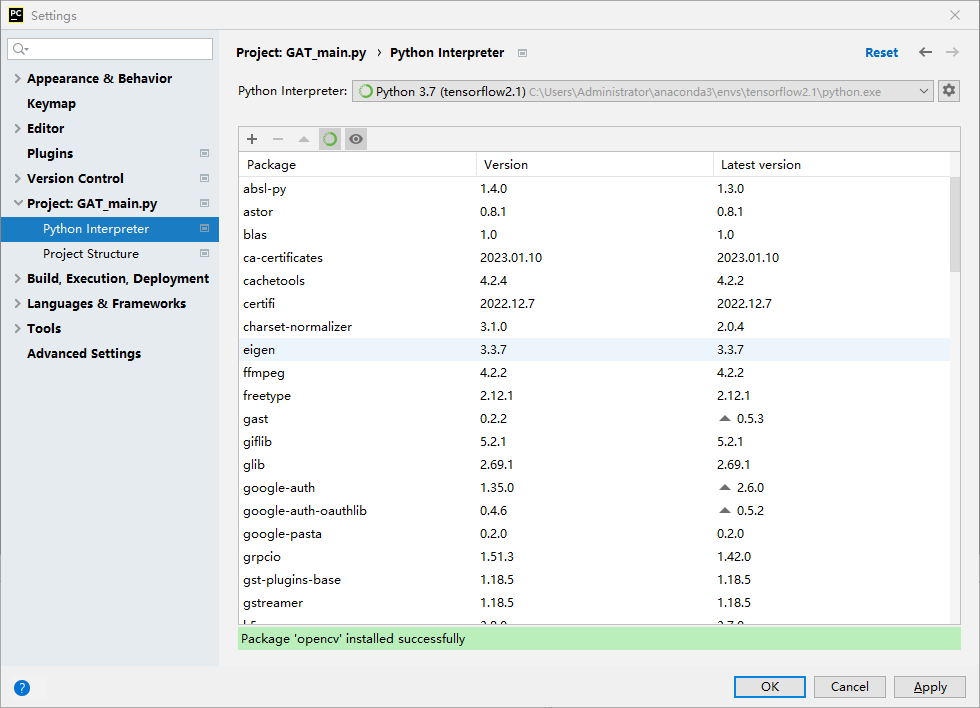 PC Settings
Project: GAT_main.py › Python Interpreter Reset
Appearance & Behavior
Keymap
Editor
Plugins
Version Control
Project: GAT_main.py
Python Interpreter
Project Structure
Build, Execution, Deployment
Languages & Frameworks
Tools
Advanced Settings
Python Interpreter: Python 3.7 (tensorflow2.1) C:\Users\Administrator\anaconda3\envs\tensorflow2.1\python.exe
Package Version Latest version
absl-py 1.4.0 1.3.0
astor 0.8.1 0.8.1
blas 1.0 1.0
ca-certificates 2023.01.10 2023.01.10
cachetools 4.2.4 4.2.2
certifi 2022.12.7 2022.12.7
charset-normalizer 3.1.0 2.0.4
eigen 3.3.7 3.3.7
ffmpeg 4.2.2 4.2.2
freetype 2.12.1 2.12.1
gast 0.2.2 ▲ 0.5.3
giflib 5.2.1 5.2.1
glib 2.69.1 2.69.1
google-auth 1.35.0 ▲ 2.6.0
google-auth-oauthlib 0.4.6 ▲ 0.5.2
google-pasta 0.2.0 0.2.0
grpcio 1.51.3 1.42.0
gst-plugins-base 1.18.5 1.18.5
gstreamer 1.18.5 1.18.5
Package 'opencv' installed successfully
? OK Cancel Apply